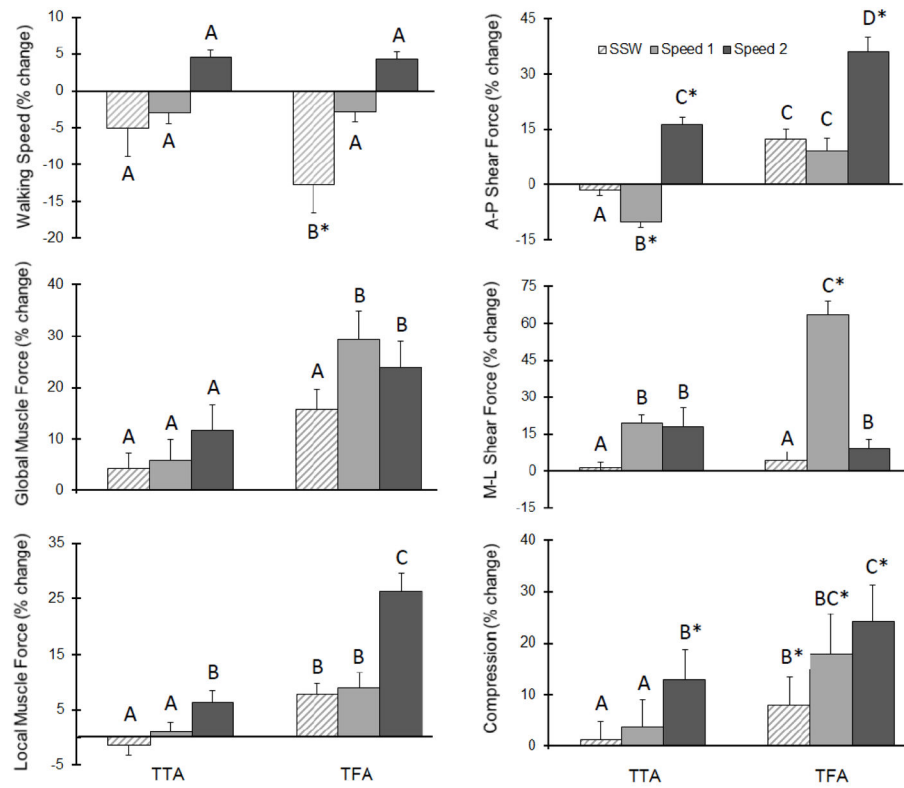 Walking Speed (% change)
10
5
0
-5
-10
-15
-20
A
A
A
B*
A
A
A-P Shear Force (% change)
45
30
15
0
-15
SSW
Speed 1
Speed 2
A
B*
C*
C
C
D*
Global Muscle Force (% change)
40
30
20
10
0
A
A
A
A
B
B
M-L Shear Force (% change)
75
60
45
30
15
0
-15
A
B
B
A
C*
B
Local Muscle Force (% change)
35
25
15
5
-5
A
A
B
B
B
C
TTA
TFA
Compression (% change)
40
30
20
10
0
A
A
B*
B*
BC*
C*
TTA
TFA